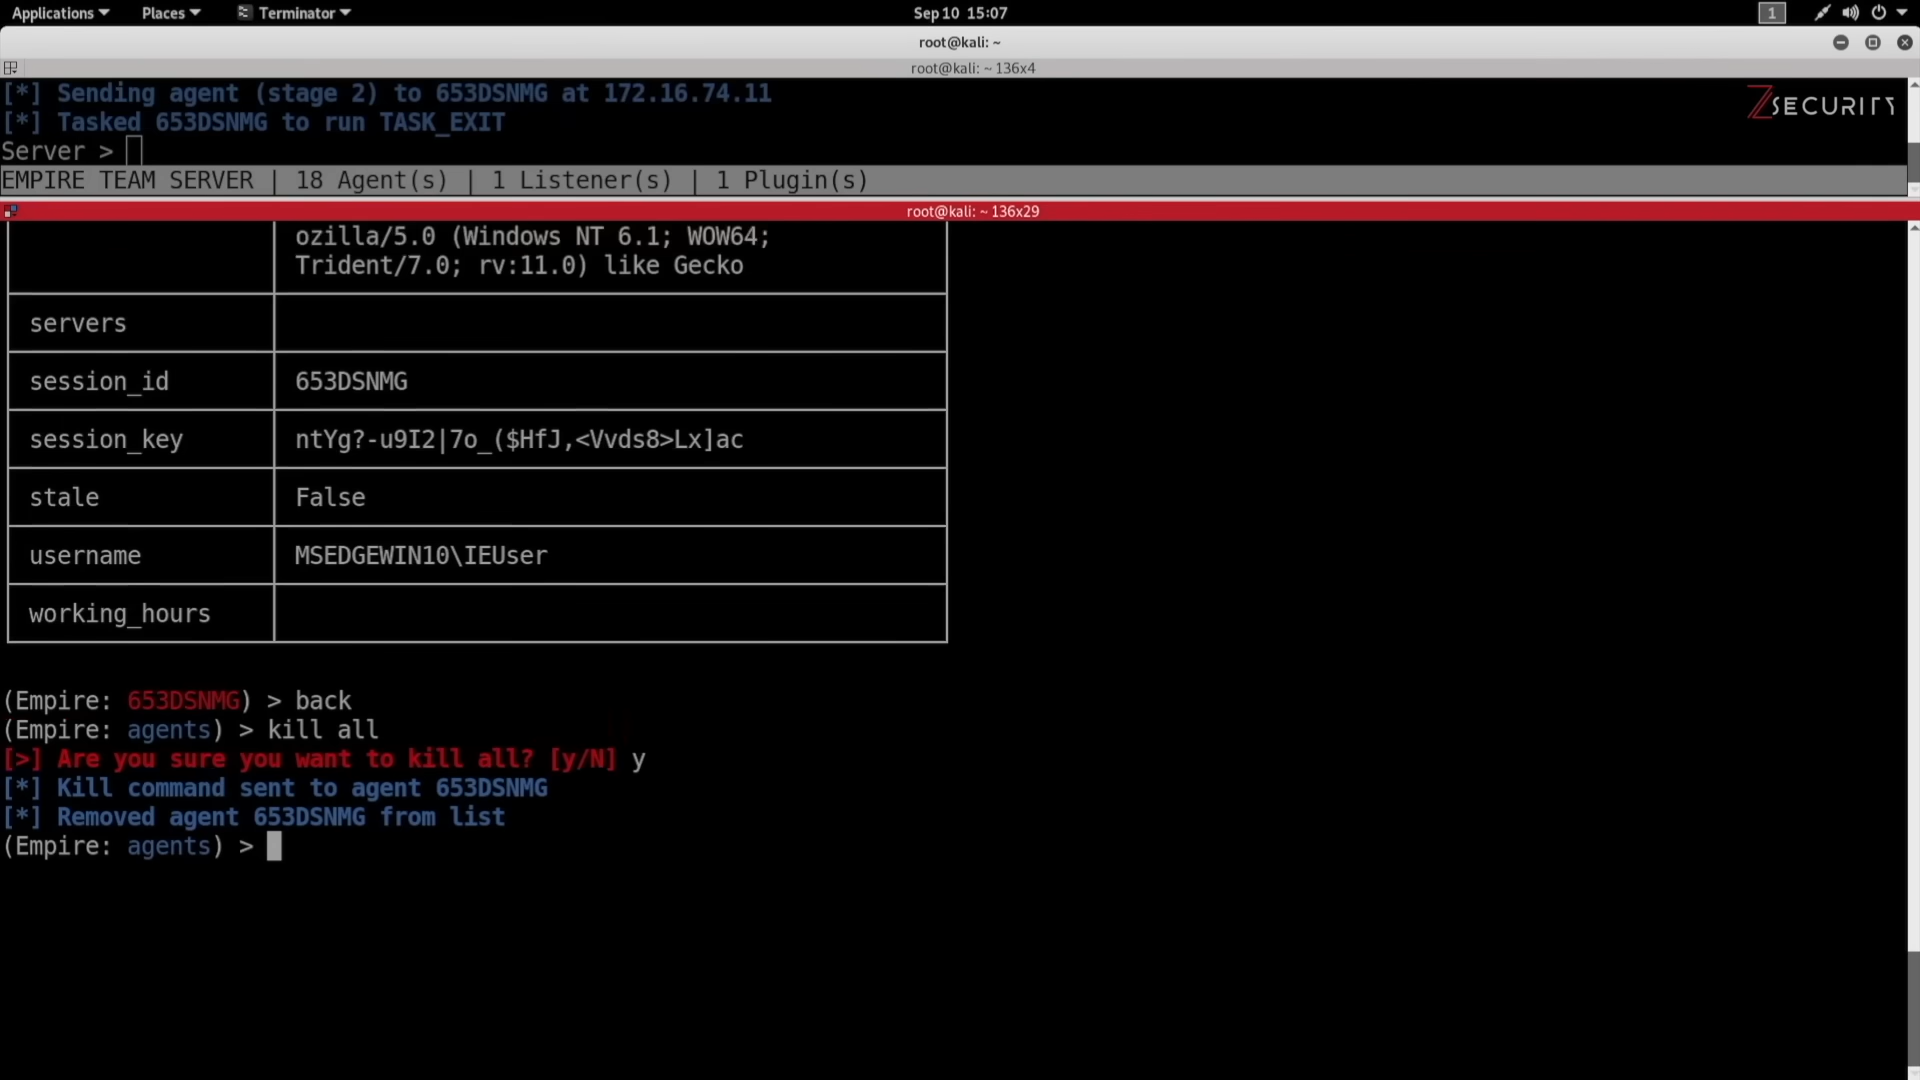 Applications Places Terminator Sep 10 15:07 1
root@kali: ~
root@kali: ~ 136x4
[*] Sending agent (stage 2) to 653DSNMG at 172.16.74.11
[*] Tasked 653DSNMG to run TASK_EXIT
ZSECURITY
Server >
EMPIRE TEAM SERVER | 18 Agent(s) | 1 Listener(s) | 1 Plugin(s)
root@kali: ~ 136x29
ozilla/5.0 (Windows NT 6.1; WOW64;
Trident/7.0; rv:11.0) like Gecko
servers
session_id 653DSNMG
session_key ntYg?-u9I2|7o_($HfJ,<Vvds8>Lx]ac
stale False
username MSEDGEWIN10\IEUser
working_hours
(Empire: 653DSNMG) > back
(Empire: agents) > kill all
[>] Are you sure you want to kill all? [y/N] y
[*] Kill command sent to agent 653DSNMG
[*] Removed agent 653DSNMG from list
(Empire: agents) >